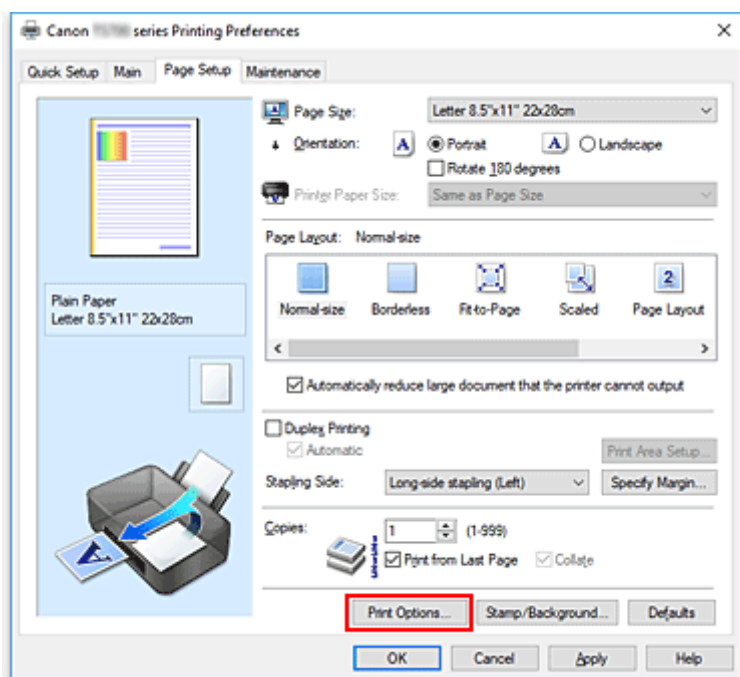 Canon series Printing Preferences
Quick Setup Main Page Setup Maintenance
Page Size: Letter 8.5"x11" 22x28cm
Orientation: A Portrait A Landscape
Rotate 180 degrees
Printer Paper Size: Same as Page Size
Page Layout: Normal-size
2
Normal-size Borderless Fit-to-Page Scaled Page Layout
Plain Paper
Letter 8.5"x11" 22x28cm
Automatically reduce large document that the printer cannot output
Duplex Printing
Automatic
Print Area Setup...
Stapling Side: Long-side stapling (Left) Specify Margin...
Copies: 1 (1-999)
Print from Last Page Collate
A
Print Options... Stamp/Background... Defaults
OK Cancel Apply Help